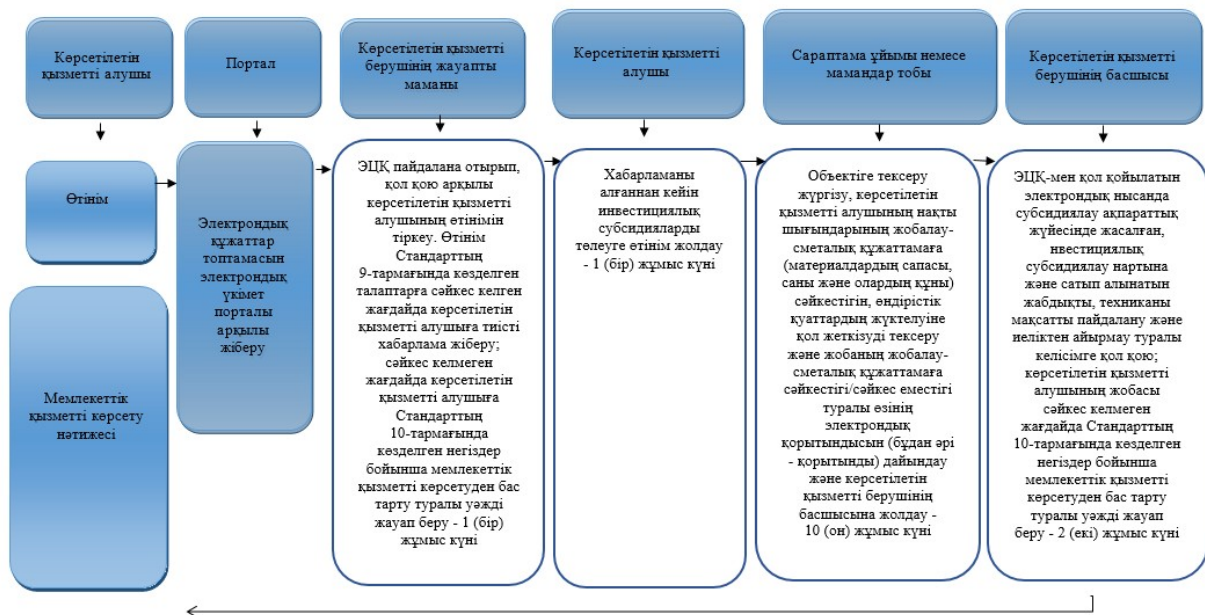 Көрсетілетін
қызметті алушы
Портал
Көрсетілетін қызметті
берушінің жауапты
маманы
Көрсетілетін қызметті
алушы
Сараптама ұйымы немесе
мамандар тобы
Көрсетілетін қызметті
берушінің басшысы
Өтінім
Мемлекеттік
қызметті көрсету
нәтижесі
Электрондық
құжаттар
топтамасын
электрондық
үкімет
порталы
арқылы
жіберу
ЭЦҚ пайдалана отырып,
қол қою арқылы
көрсетілетін қызметті
алушының өтінімін
тіркеу. Өтінім
Стандарттың
9-тармағында көзделген
талаптарға сәйкес келген
жағдайда көрсетілетін
қызметті алушыға тиісті
хабарлама жіберу;
сәйкес келмеген
жағдайда көрсетілетін
қызметті алушыға
Стандарттың
10-тармағында
көзделген негіздер
бойынша мемлекеттік
қызметті көрсетуден бас
тарту туралы уәжді
жауап беру - 1 (бір)
жұмыс күні
Хабарламаны
алғаннан кейін
инвестициялық
субсидияларды
төлеуге өтінім жолдау
- 1 (бір) жұмыс күні
Объектіге тексеру
жүргізу, көрсетілетін
қызметті алушының нақты
шығындарының жобалау-
сметалық құжаттамаға
(материалдардың сапасы,
саны және олардың құны)
сәйкестігін, өндірістік
қуаттардың жүктелуіне
қол жеткізуді тексеру
және жобаның жобалау-
сметалық құжаттамаға
сәйкестігі/сәйкес еместігі
туралы өзінің
электрондық
қорытындысын (бұдан әрі
- қорытынды) дайындау
және көрсетілетін
қызметті берушінің
басшысына жолдау -
10 (он) жұмыс күні
ЭЦҚ-мен қол қойылатын
электрондық нысанда
субсидиялау ақпараттық
жүйесінде жасалған,
нвестициялық
субсидиялау нартына
және сатып алынатын
жабдықты, техниканы
мақсатты пайдалану және
иеліктен айырмау туралы
келісімге қол қою;
көрсетілетін қызметті
алушының жобасы
сәйкес келмеген
жағдайда Стандарттың
10-тармағында көзделген
негіздер бойынша
мемлекеттік қызметті
көрсетуден бас тарту
туралы уәжді жауап
беру - 2 (екі) жұмыс күні